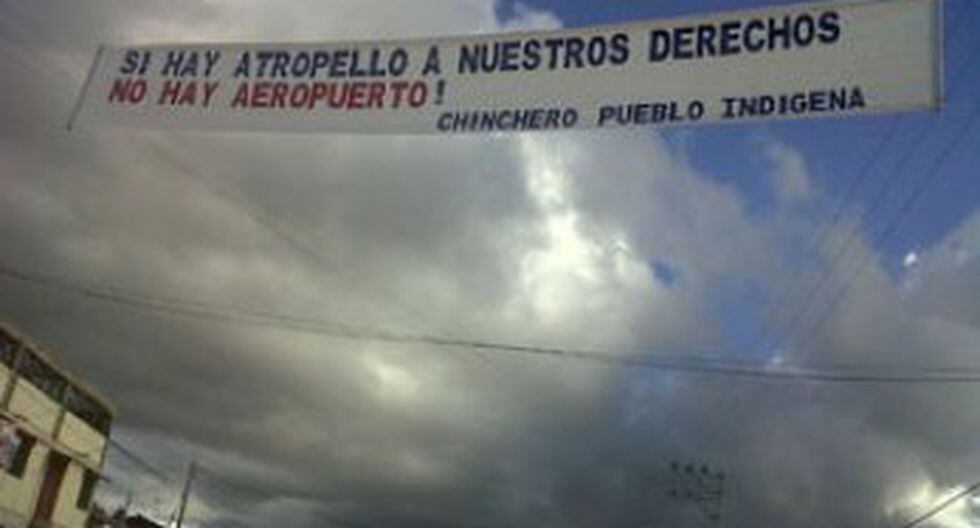 SI HAY ATROPELLO A NUESTROS DERECHOS
NO HAY AEROPUERTO!
CHINCHERO PUEBLO INDIGENA